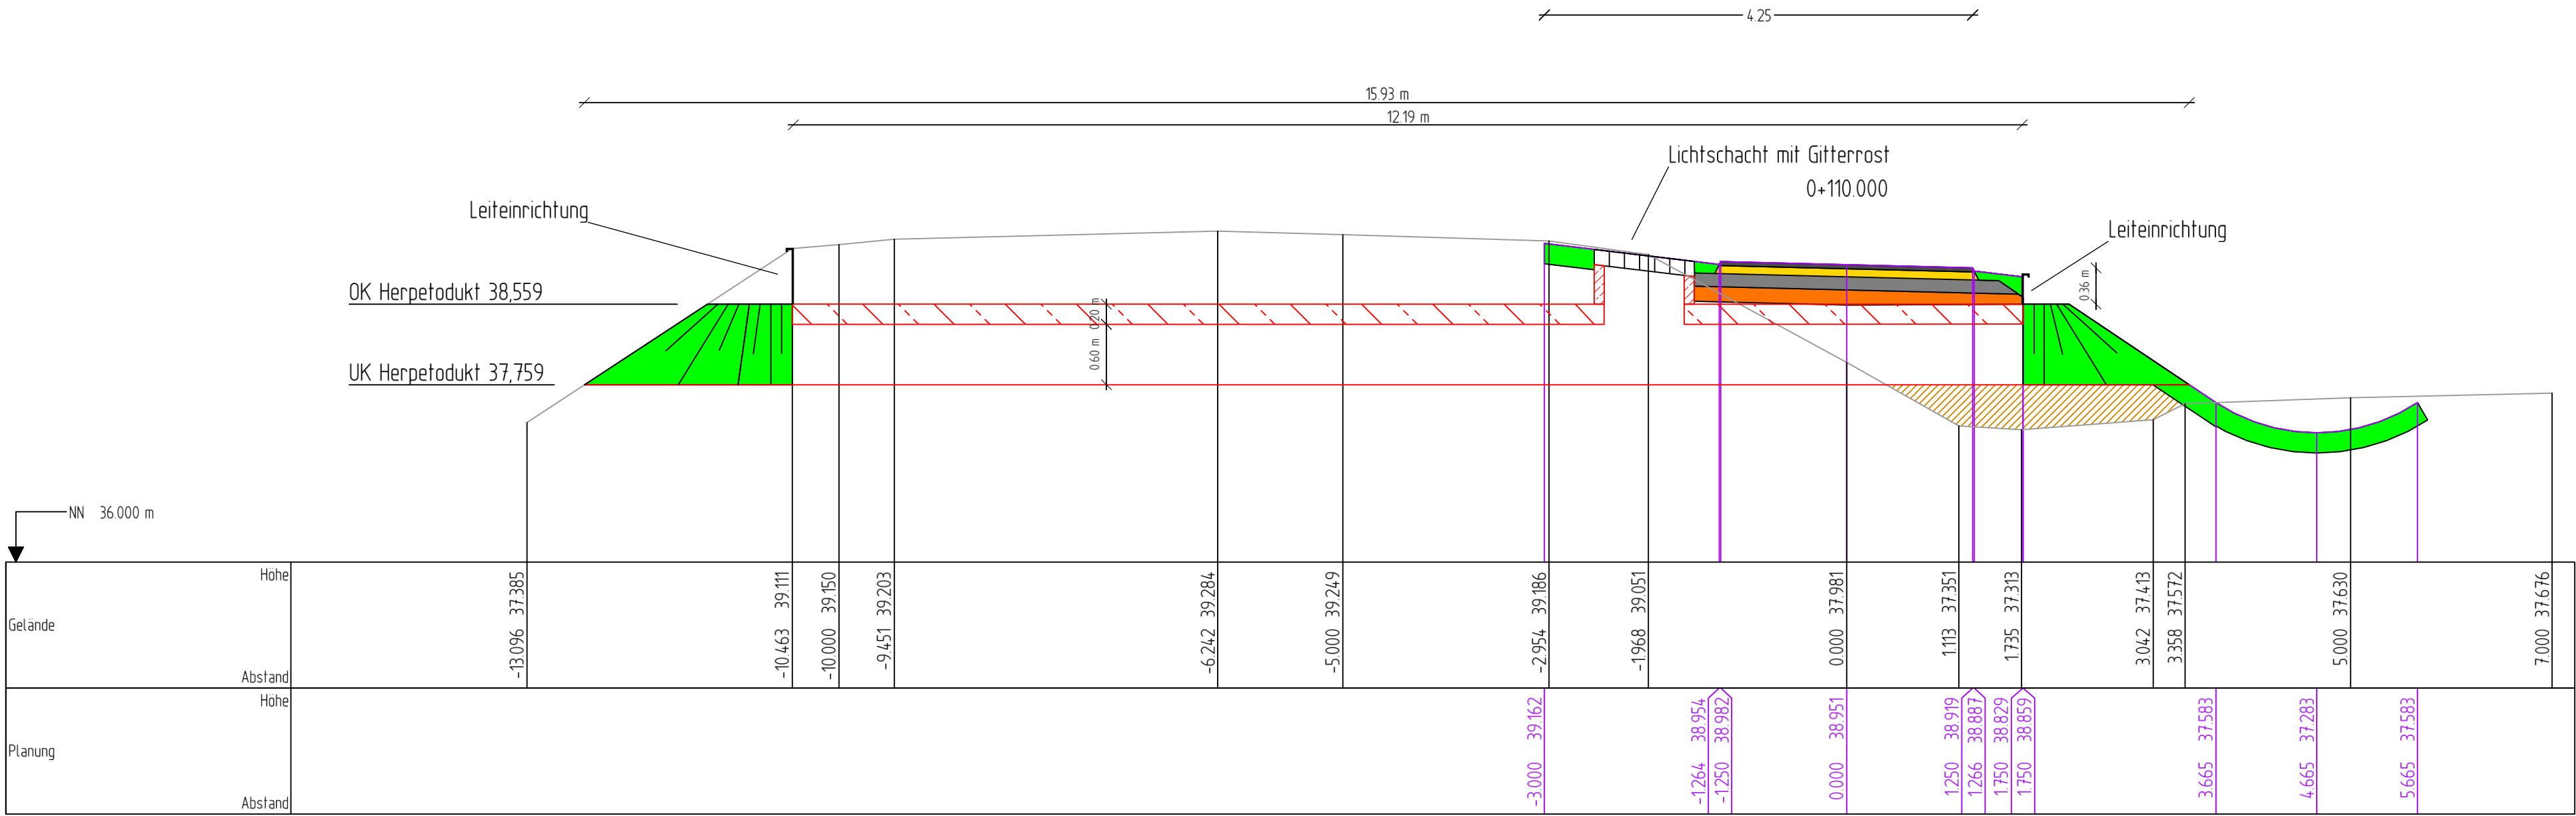 4.25
15.93 m
12.19 m
Lichtschacht mit Gitterrost
0+110.000
Leiteinrichtung
Leiteinrichtung
OK Herpetodukt 38,559
0.20 m
0.36 m
0.60 m
UK Herpetodukt 37,759
NN 36.000 m
Höhe
Gelände
Abstand
-13.096 37.385
-10.463 39.111
-10.000 39.150
-9.451 39.203
-6.242 39.284
-5.000 39.249
-2.954 39.186
-1.968 39.051
0.000 37.981
1.113 37.351
1.735 37.313
3.042 37.413
3.358 37.572
5.000 37.630
7.000 37.676
Höhe
Planung
Abstand
-3.000 39.162
-1.264 38.954
-1.250 38.982
0.000 38.951
1.250 38.919
1.266 38.887
1.750 38.829
1.750 38.859
3.665 37.583
4.665 37.283
5.665 37.583